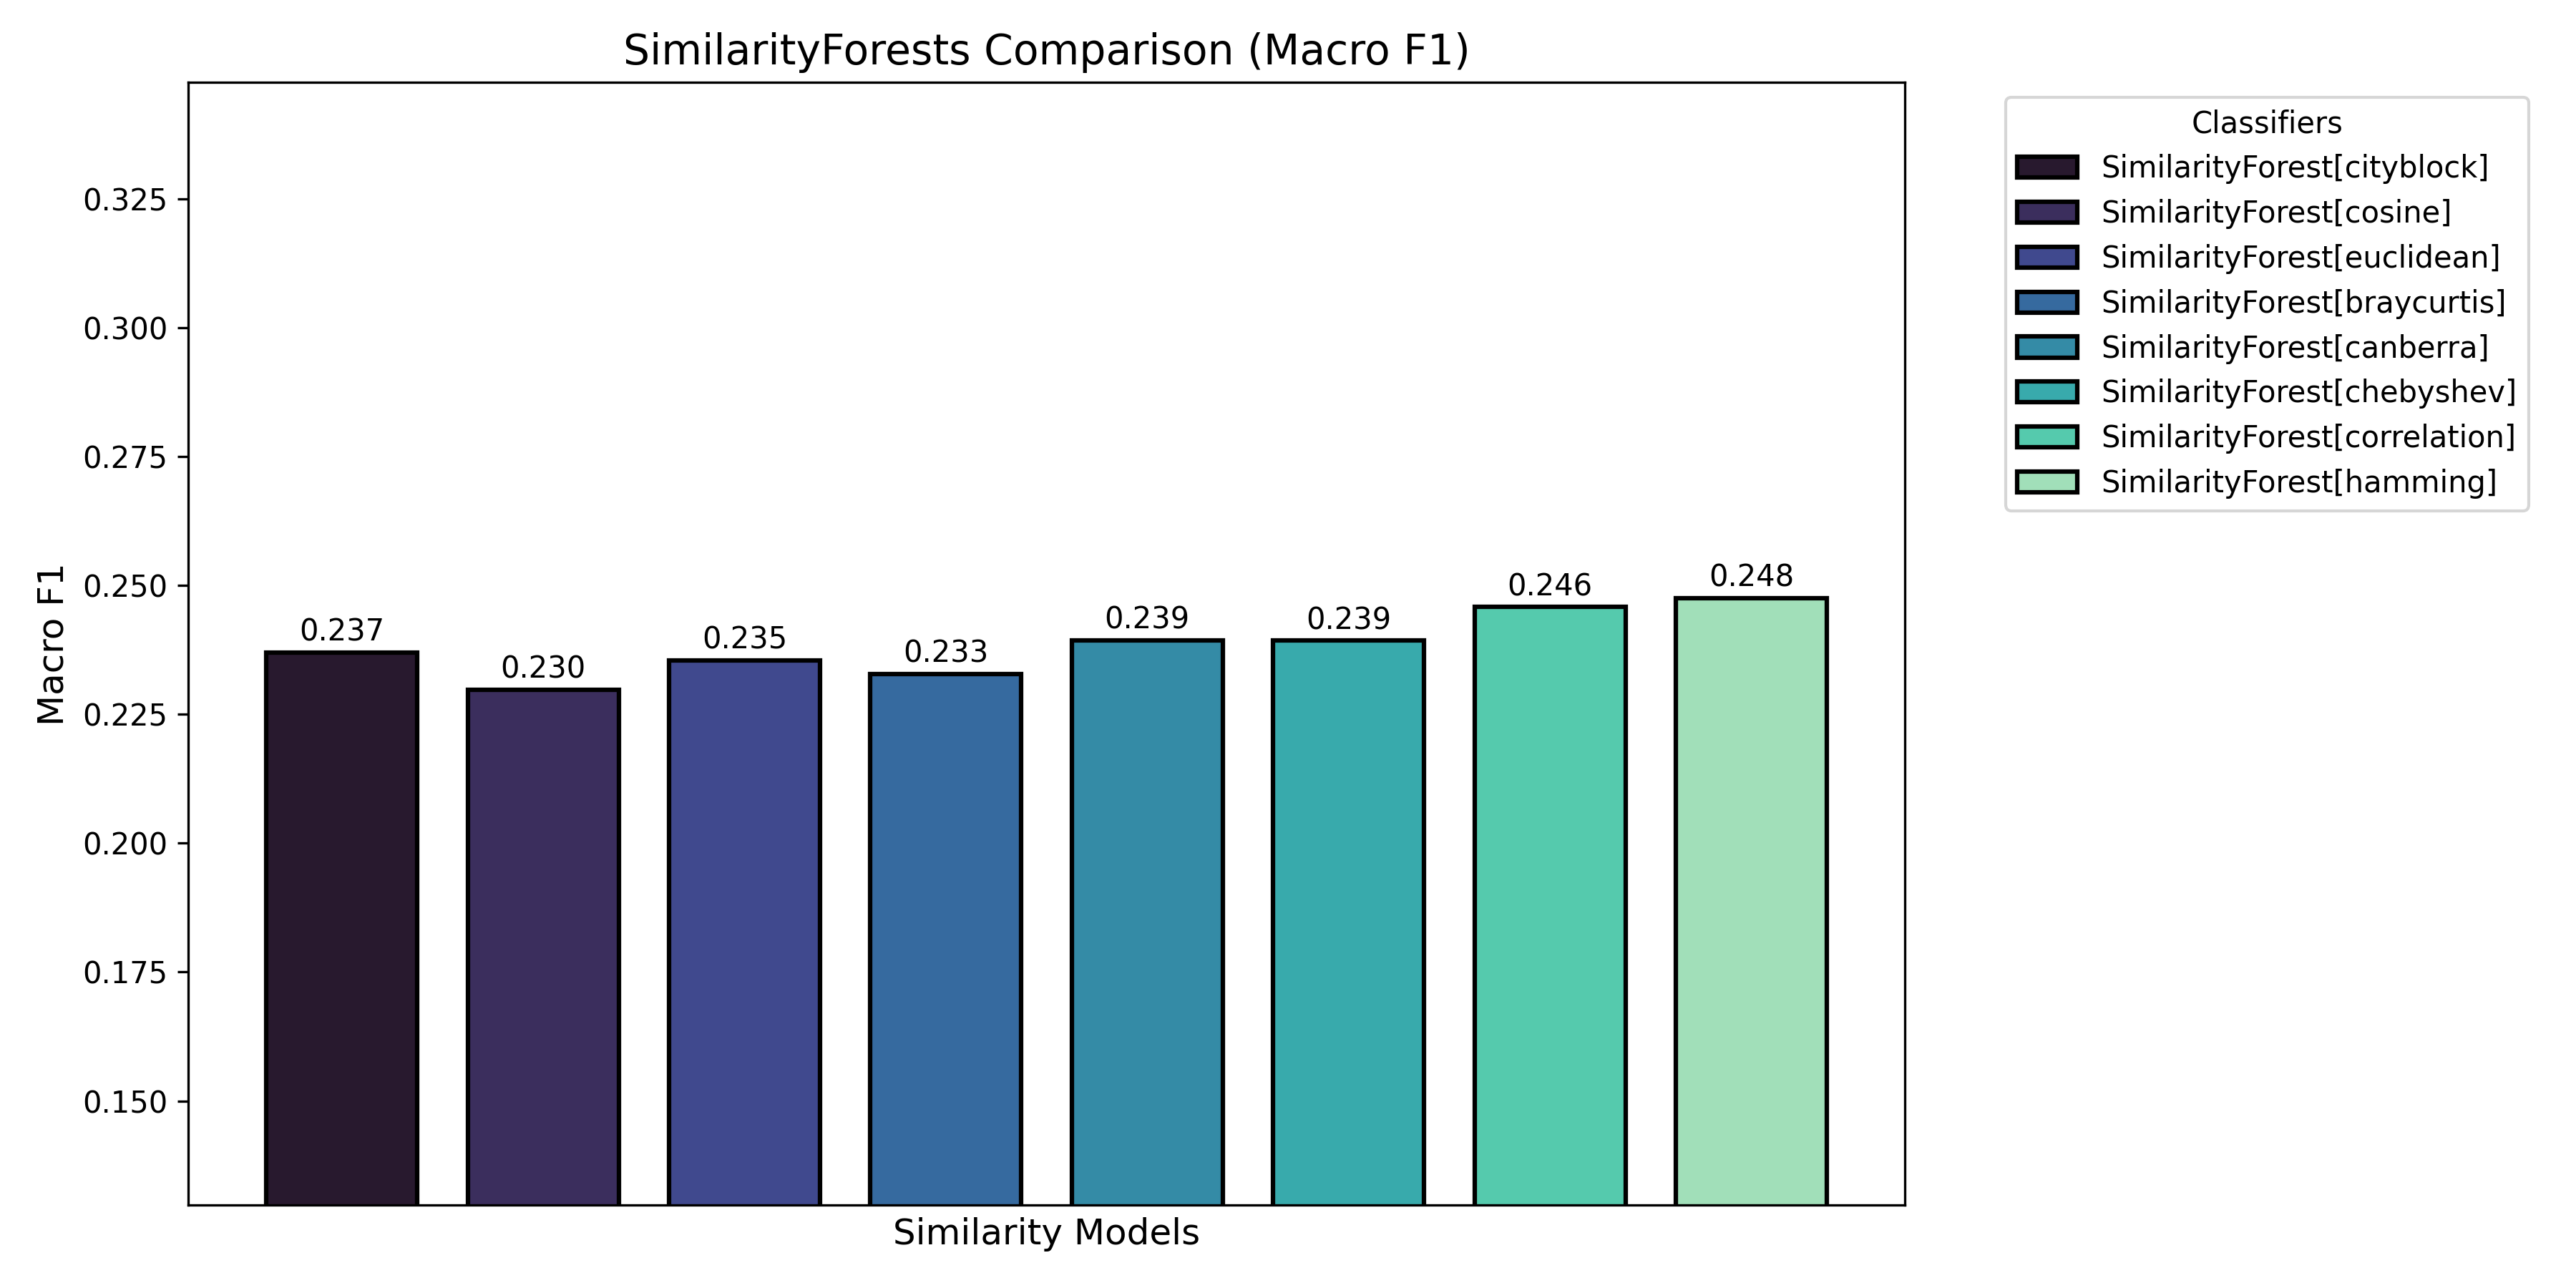 SimilarityForests Comparison (Macro F1)
Macro F1
0.325
0.300
0.275
0.250
0.225
0.200
0.175
0.150
0.237
0.230
0.235
0.233
0.239
0.239
0.246
0.248
Similarity Models
Classifiers
SimilarityForest[cityblock]
SimilarityForest[cosine]
SimilarityForest[euclidean]
SimilarityForest[braycurtis]
SimilarityForest[canberra]
SimilarityForest[chebyshev]
SimilarityForest[correlation]
SimilarityForest[hamming]